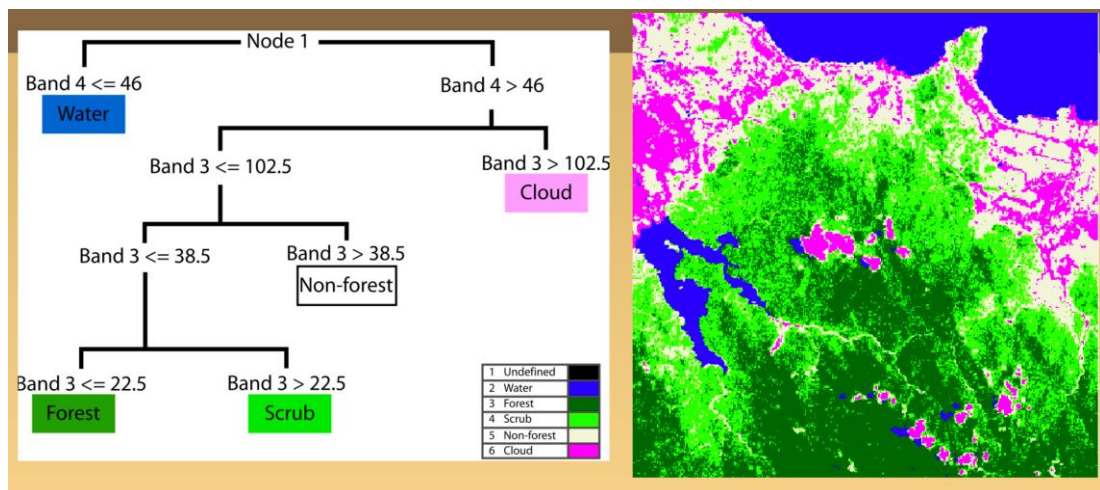 Node 1
Band 4 <= 46
Water
Band 4 > 46
Band 3 <= 102.5
Band 3 > 102.5
Cloud
Band 3 <= 38.5
Band 3 > 38.5
Non-forest
Band 3 <= 22.5
Forest
Band 3 > 22.5
Scrub
1 Undefined
2 Water
3 Forest
4 Scrub
5 Non-forest
6 Cloud